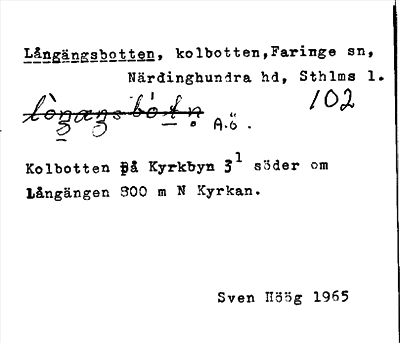 Långängsbotten, kolbotten,Faringe sn,
Närdinghundra hd, Sthlms l.
102
A.ö .
Kolbotten på Kyrkbyn 3¹ söder om
Långängen 800 m N Kyrkan.
Sven Höög 1965